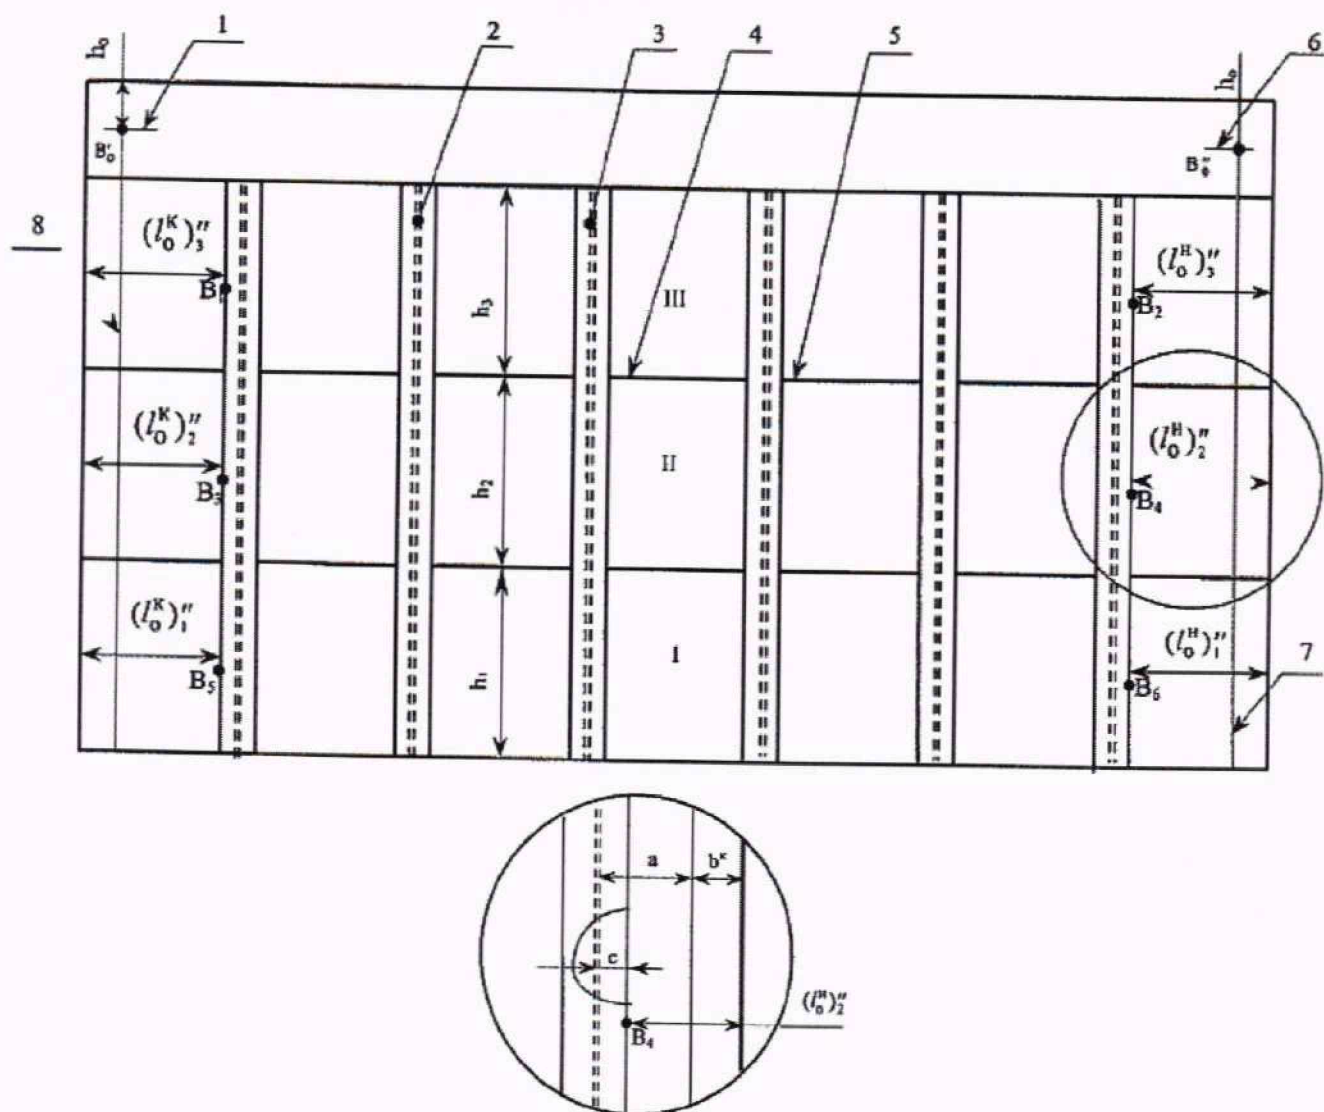 1 2 3 4 5 6
h₀ h₀
B'₀ B''₀
8 (l₀ᴷ)₃'' h₃ III (l₀ᴴ)₃''
B B₂
(l₀ᴷ)₂'' h₂ II (l₀ᴴ)₂''
B₃ B₄
(l₀ᴷ)₁'' h₁ I (l₀ᴴ)₁'' 7
B₅ B₆
a bᴷ
c
(l₀ᴴ)₂''
B₄